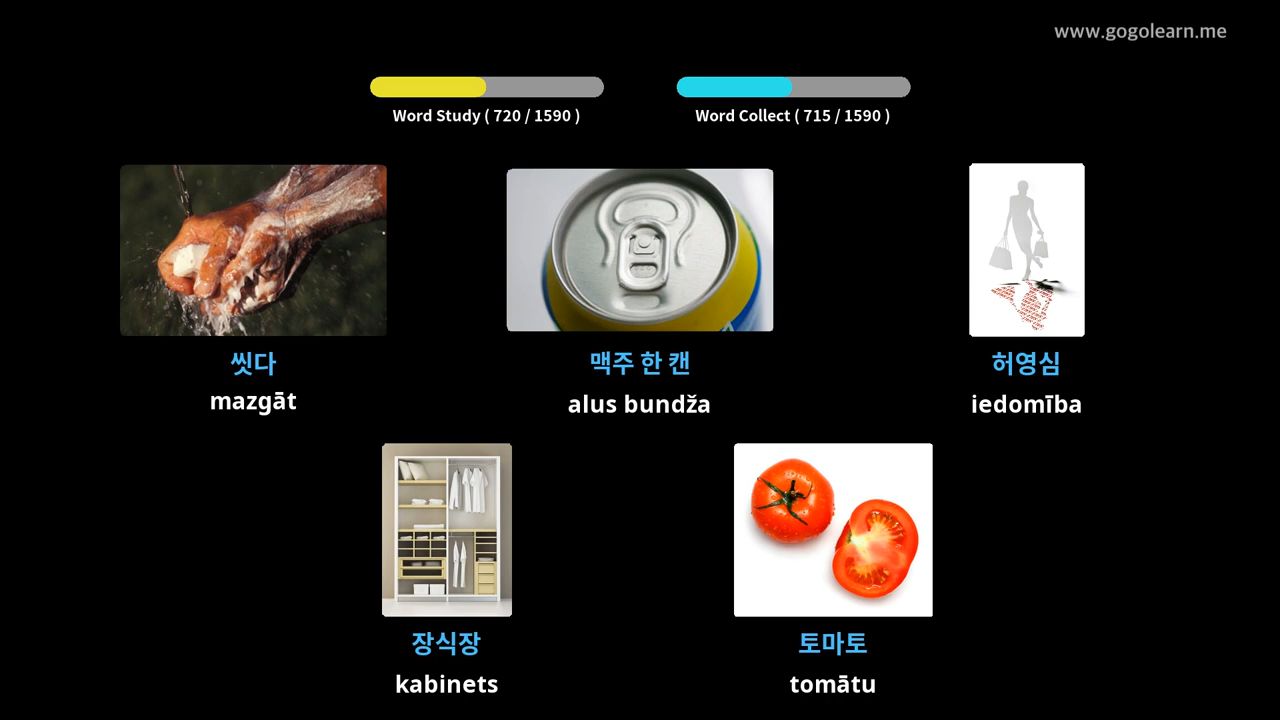 www.gogolearn.me
Word Study ( 720 / 1590 )
Word Collect ( 715 / 1590 )
씻다
mazgāt
맥주 한 캔
alus bundža
허영심
iedomība
장식장
kabinets
토마토
tomātu